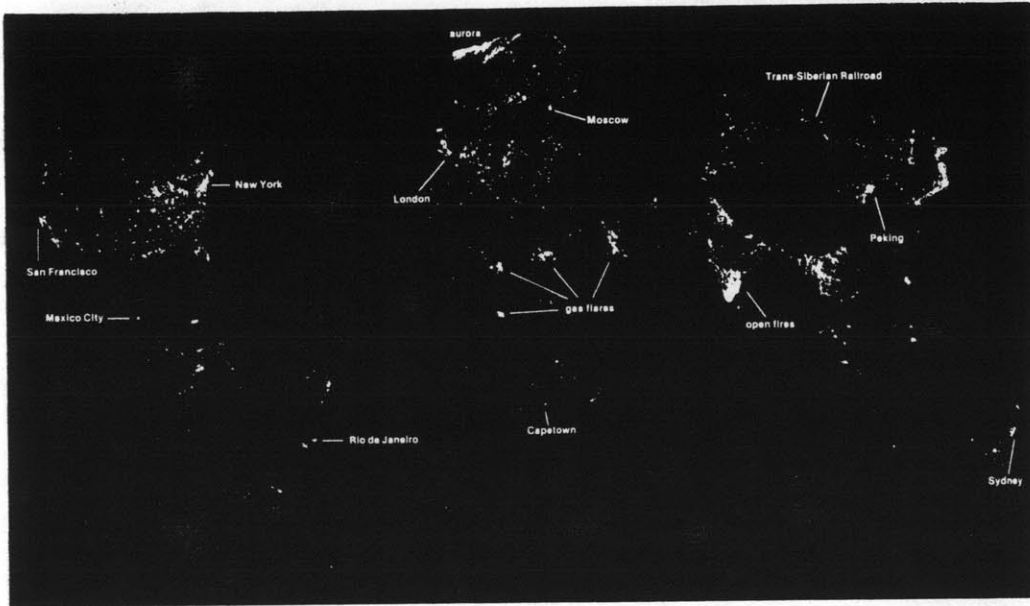 aurora
Trans-Siberian Railroad
Moscow
New York
London
Peking
San Francisco
gas flares
Mexico City
open fires
Capetown
Rio de Janeiro
Sydney